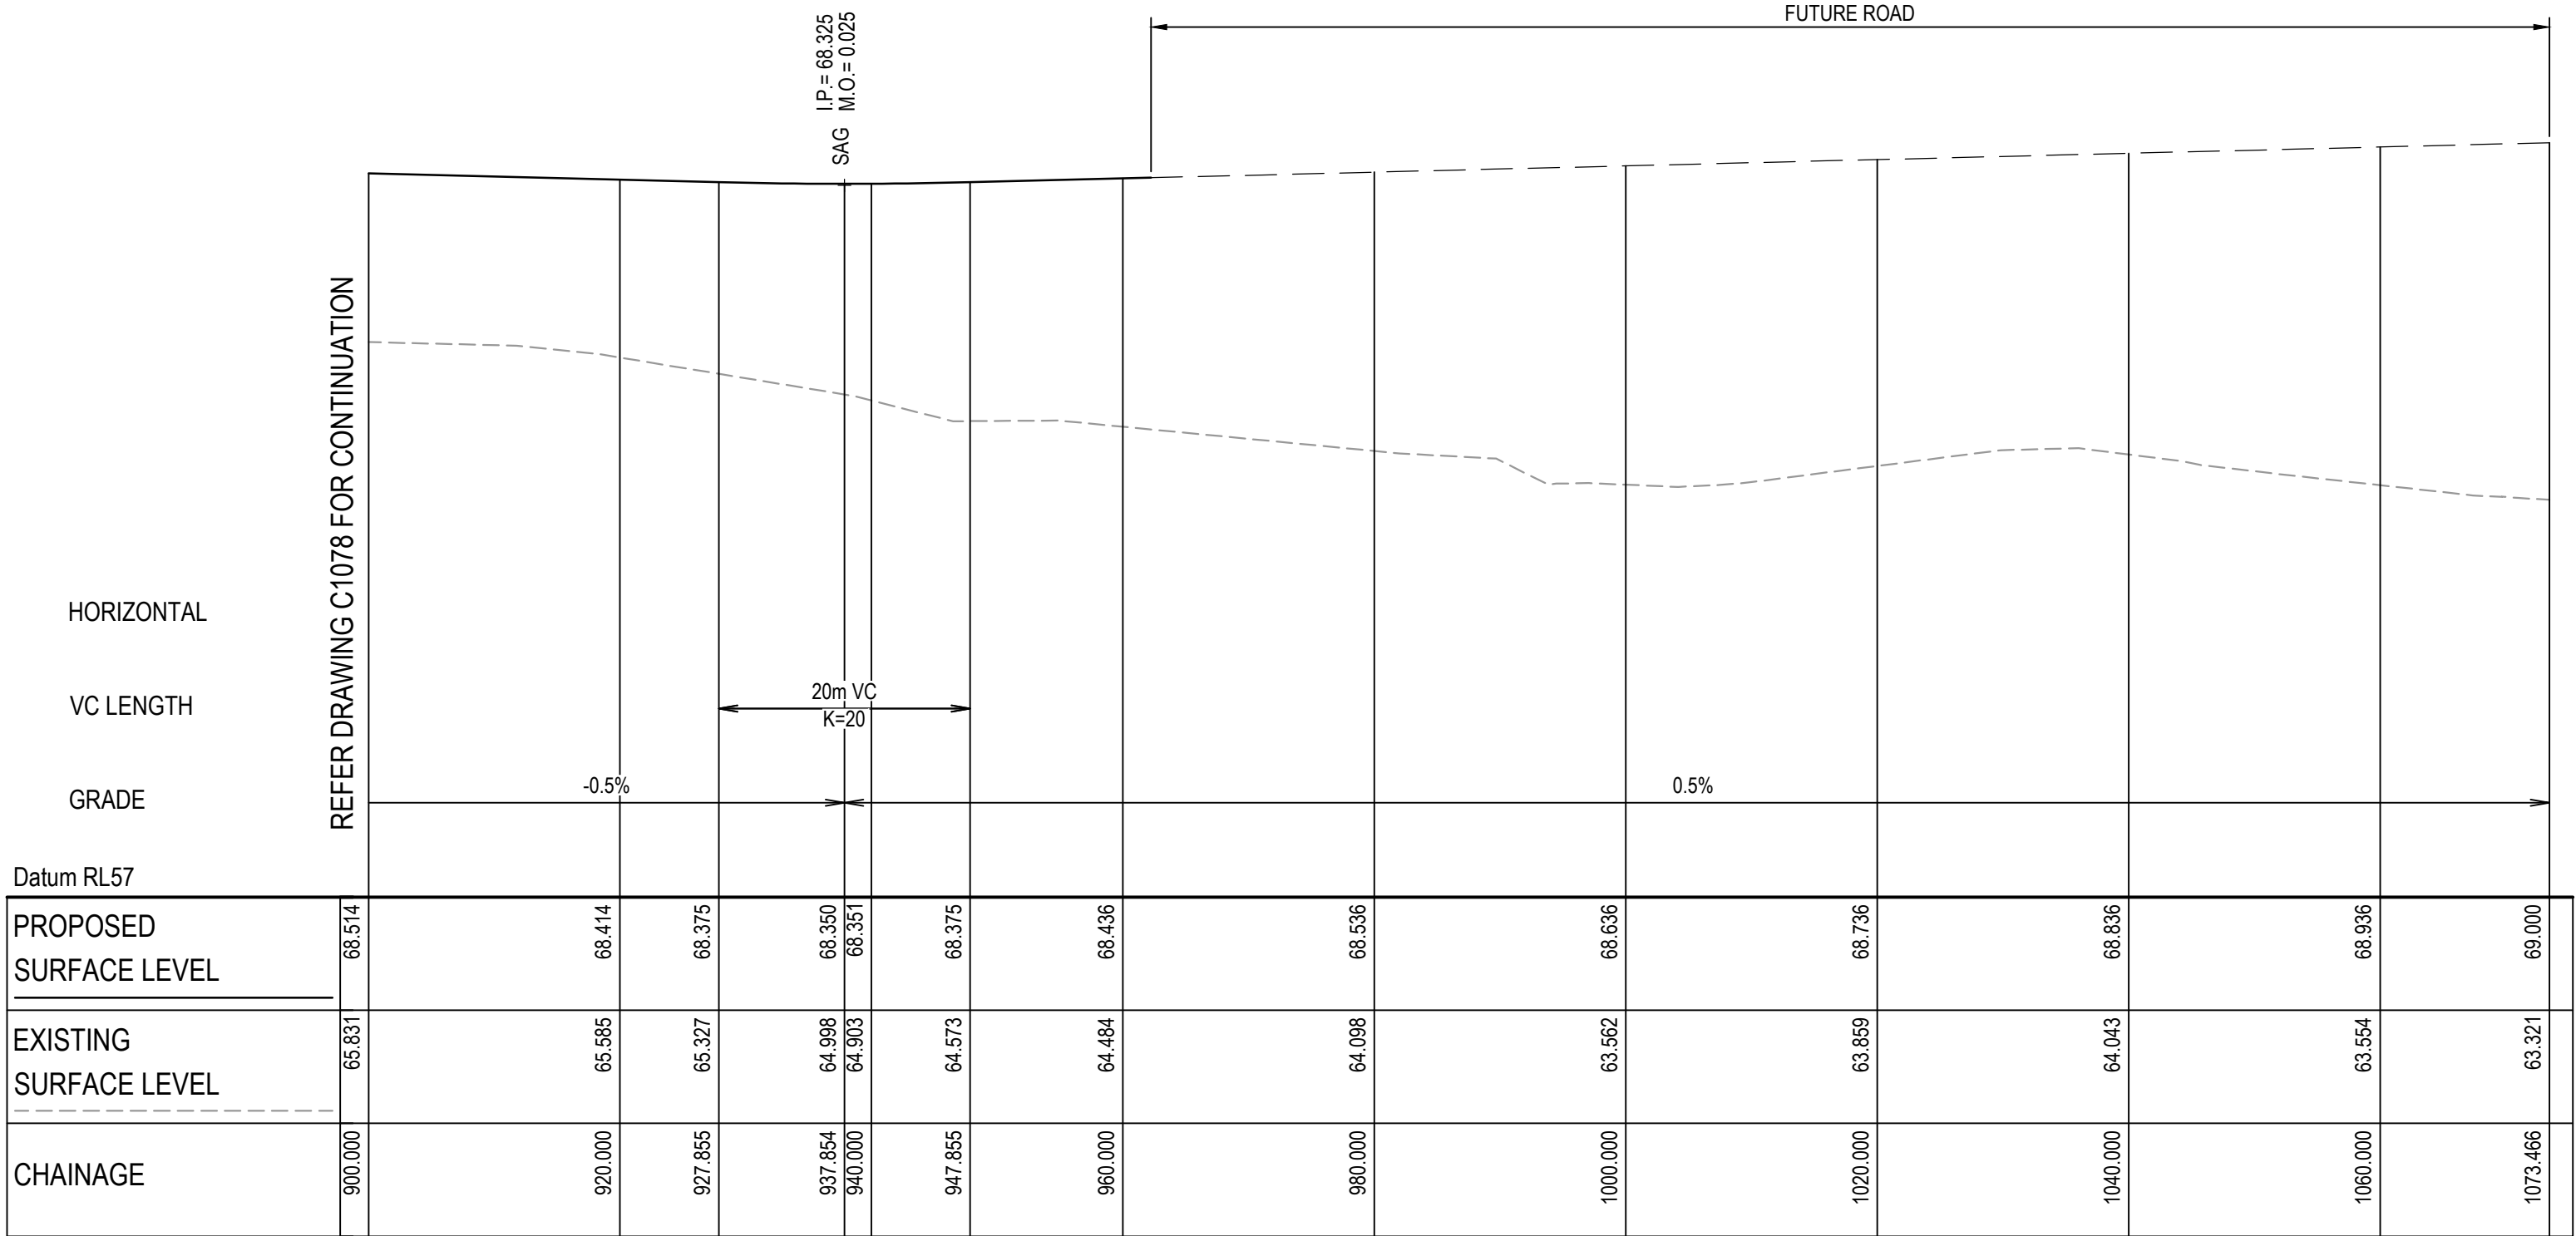 FUTURE ROAD
I.P.= 68.325
M.O.= 0.025
SAG
REFER DRAWING C1078 FOR CONTINUATION
HORIZONTAL
VC LENGTH
20m VC
K=20
GRADE
-0.5%
0.5%
Datum RL57
PROPOSED
SURFACE LEVEL
68.514 68.414 68.375 68.350 68.351 68.375 68.436 68.536 68.636 68.736 68.836 68.936 69.000
EXISTING
SURFACE LEVEL
65.831 65.585 65.327 64.998 64.903 64.573 64.484 64.098 63.562 63.859 64.043 63.554 63.321
CHAINAGE
900.000 920.000 927.855 937.854 940.000 947.855 960.000 980.000 1000.000 1020.000 1040.000 1060.000 1073.466